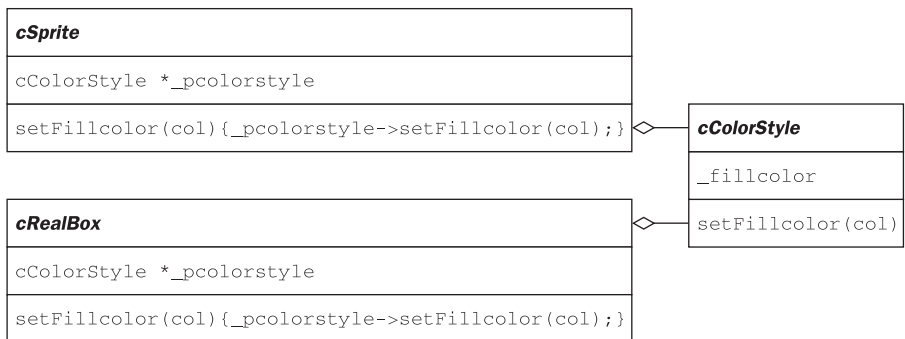 cSprite
cColorStyle *_pcolorstyle
setFillcolor(col){_pcolorstyle->setFillcolor(col);}
cColorStyle
_fillcolor
setFillcolor(col)
cRealBox
cColorStyle *_pcolorstyle
setFillcolor(col){_pcolorstyle->setFillcolor(col);}